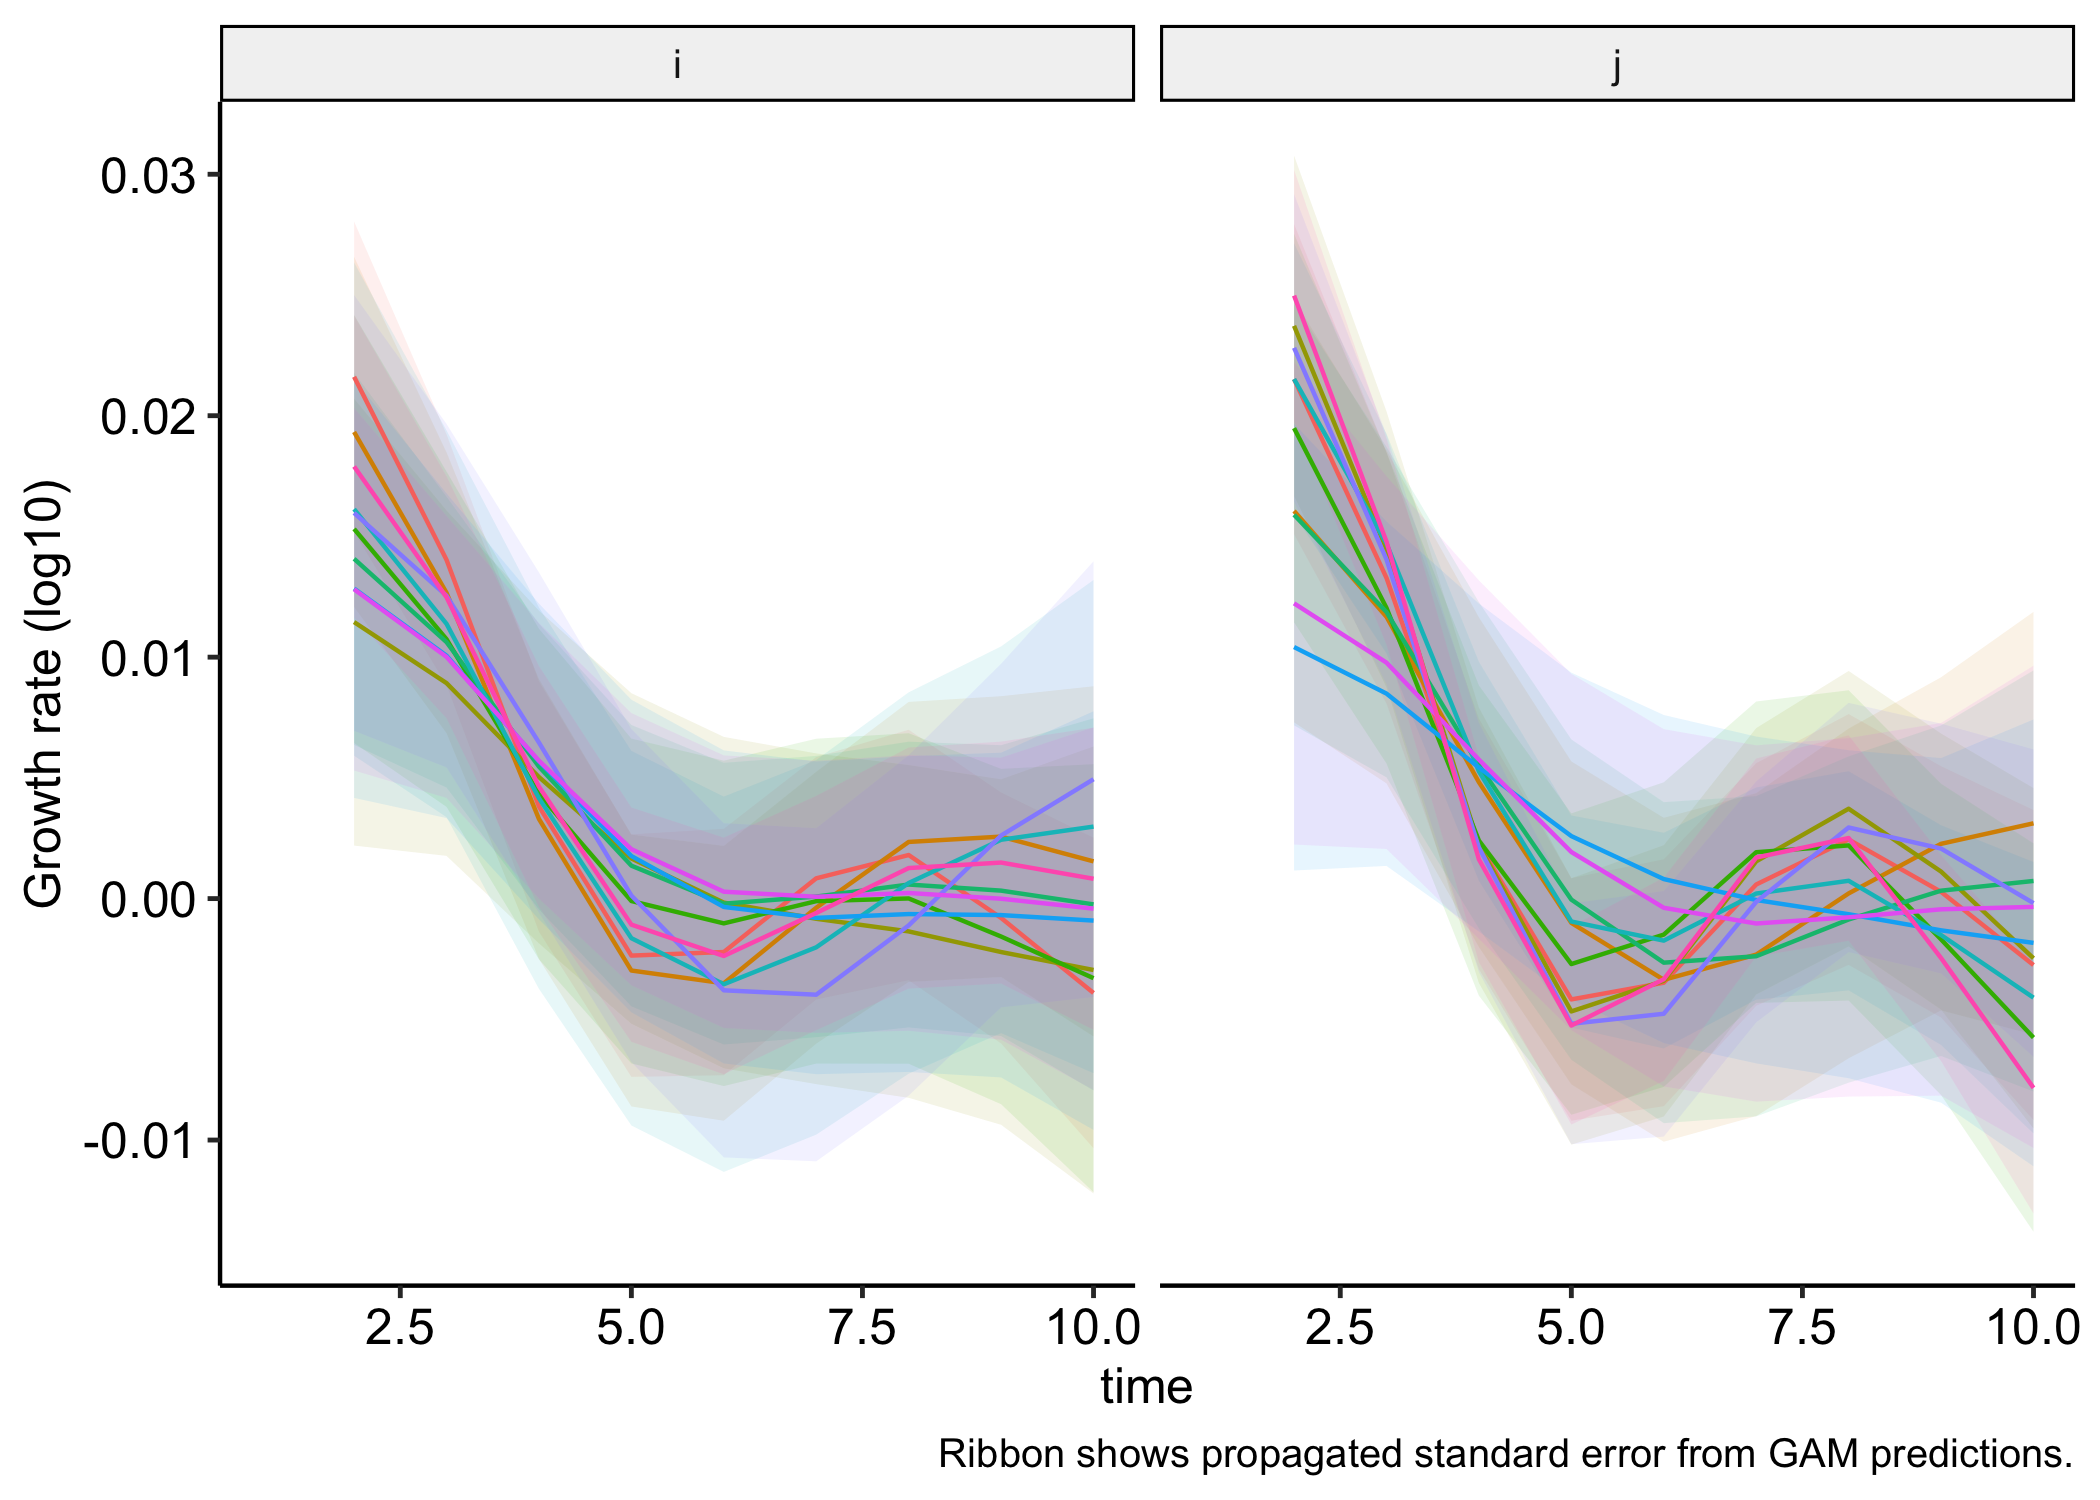 i
j
Growth rate (log10)
0.03
0.02
0.01
0.00
-0.01
2.5 5.0 7.5 10.0
2.5 5.0 7.5 10.0
time
Ribbon shows propagated standard error from GAM predictions.